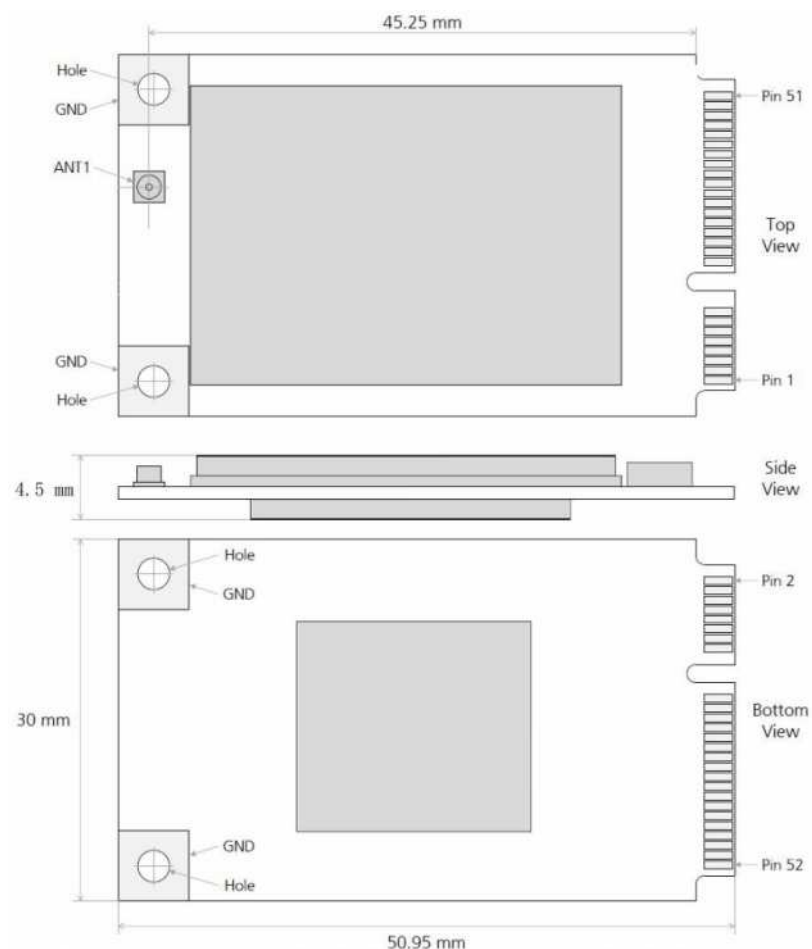 45.25 mm
Hole
GND
Pin 51
ANT1
Top
View
GND
Hole
Pin 1
4.5 mm
Side
View
Hole
GND
Pin 2
30 mm
Bottom
View
GND
Hole
Pin 52
50.95 mm